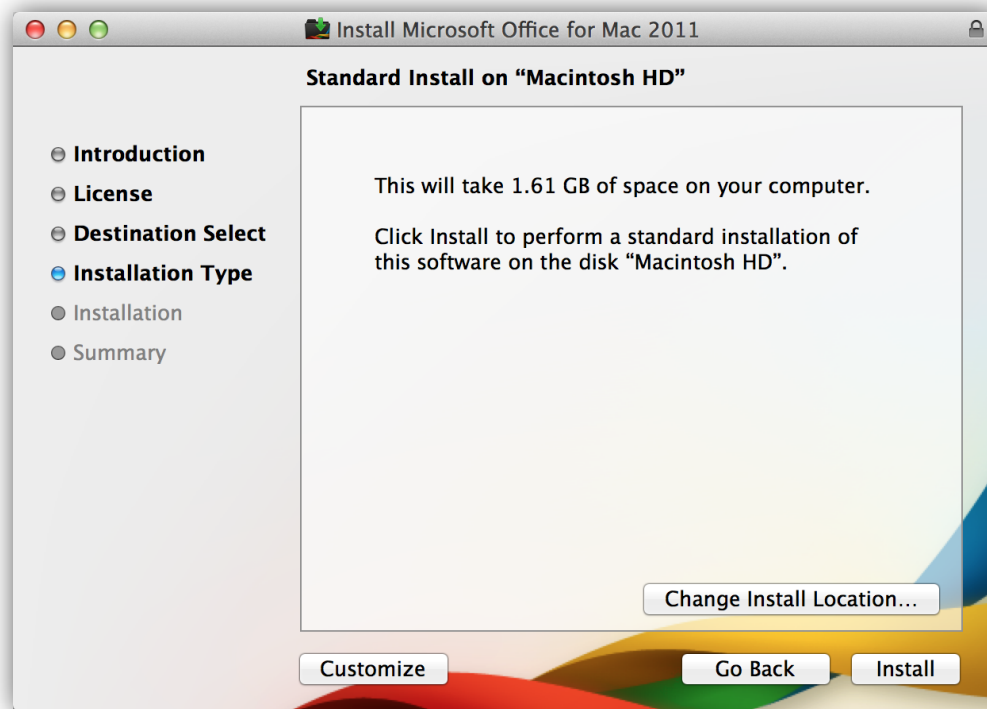 Install Microsoft Office for Mac 2011
Standard Install on “Macintosh HD”
Introduction
License
Destination Select
Installation Type
Installation
Summary
This will take 1.61 GB of space on your computer.
Click Install to perform a standard installation of
this software on the disk “Macintosh HD”.
Change Install Location...
Customize
Go Back
Install